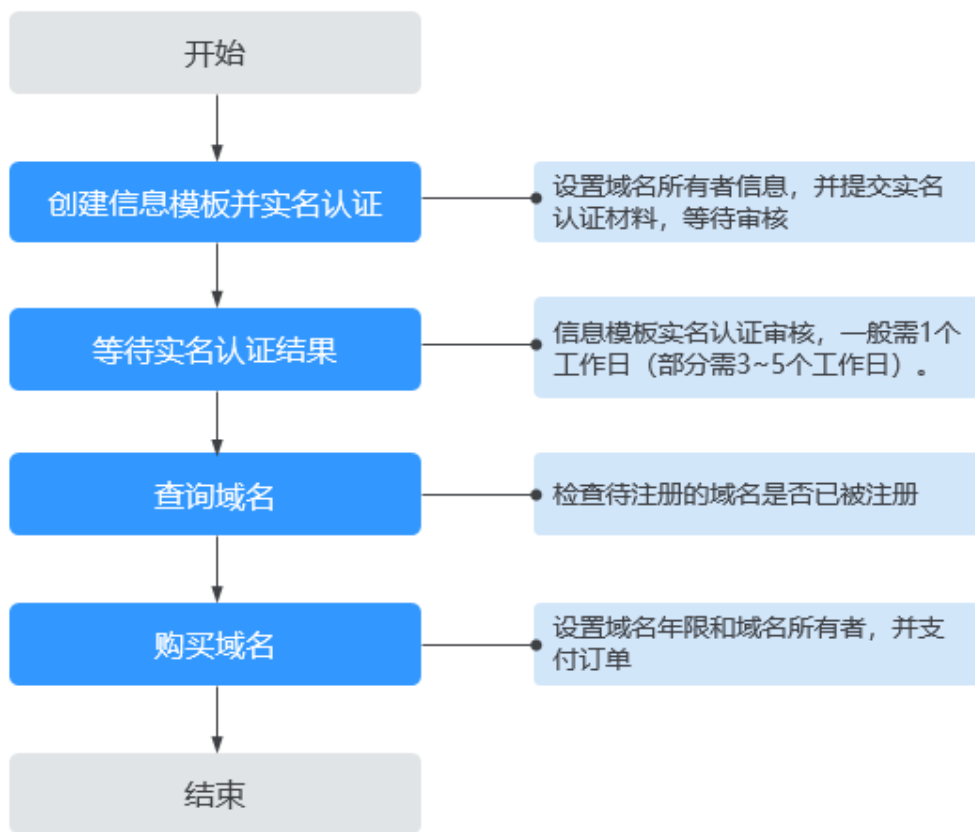 开始
创建信息模板并实名认证
设置域名所有者信息，并提交实名
认证材料，等待审核
等待实名认证结果
信息模板实名认证审核，一般需1个
工作日（部分需3~5个工作日）。
查询域名
检查待注册的域名是否已被注册
购买域名
设置域名年限和域名所有者，并支
付订单
结束